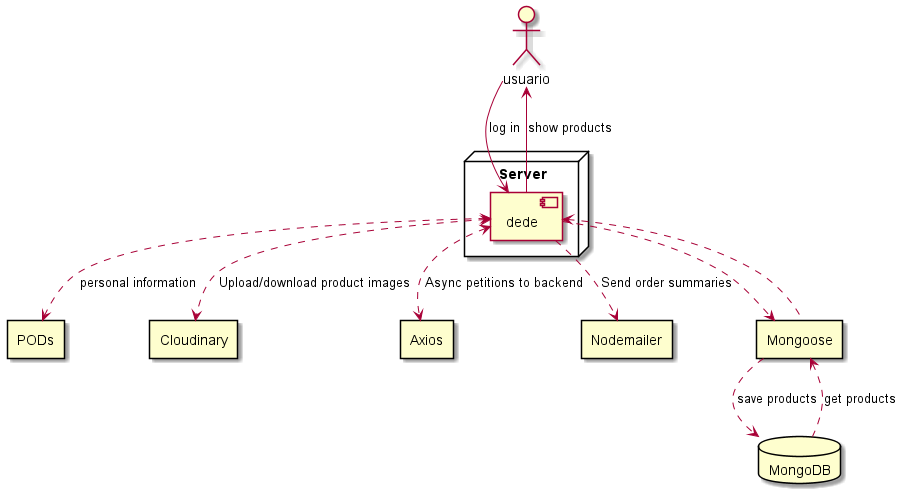 usuario
log in
show products
Server
dede
personal information
Upload/download product images
Async petitions to backend
Send order summaries
PODs
Cloudinary
Axios
Nodemailer
Mongoose
save products
get products
MongoDB